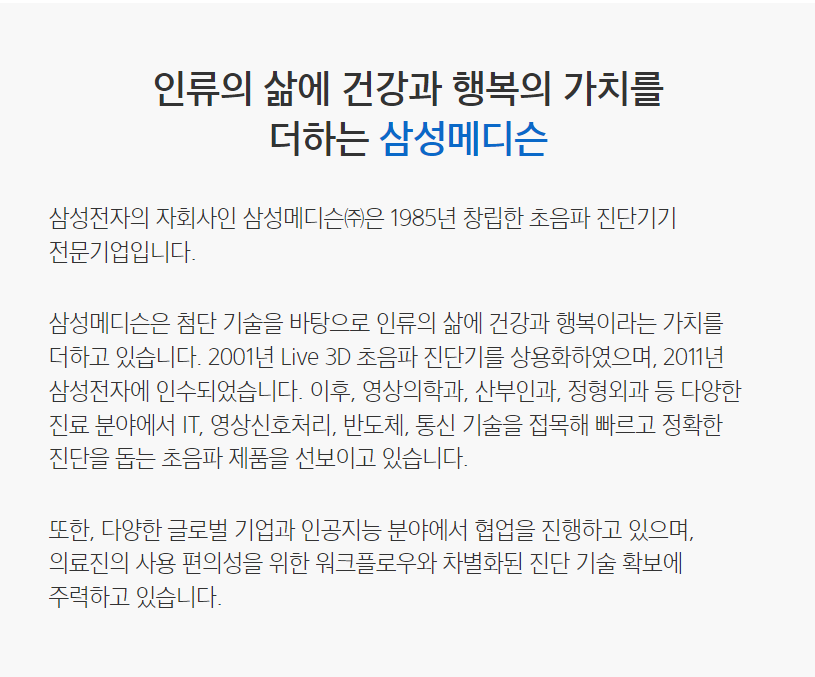 인류의 삶에 건강과 행복의 가치를
더하는 삼성메디슨
삼성전자의 자회사인 삼성메디슨㈜은 1985년 창립한 초음파 진단기기
전문기업입니다.
삼성메디슨은 첨단 기술을 바탕으로 인류의 삶에 건강과 행복이라는 가치를
더하고 있습니다. 2001년 Live 3D 초음파 진단기를 상용화하였으며, 2011년
삼성전자에 인수되었습니다. 이후, 영상의학과, 산부인과, 정형외과 등 다양한
진료 분야에서 IT, 영상신호처리, 반도체, 통신 기술을 접목해 빠르고 정확한
진단을 돕는 초음파 제품을 선보이고 있습니다.
또한, 다양한 글로벌 기업과 인공지능 분야에서 협업을 진행하고 있으며,
의료진의 사용 편의성을 위한 워크플로우와 차별화된 진단 기술 확보에
주력하고 있습니다.